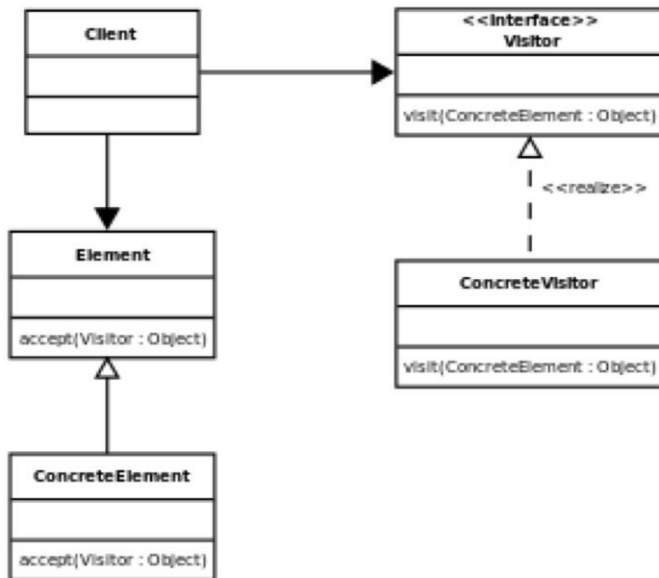 Client
<<Interface>>
Visitor
visit(ConcreteElement : Object)
<<realize>>
Element
accept(Visitor : Object)
ConcreteVisitor
visit(ConcreteElement : Object)
ConcreteElement
accept(Visitor : Object)